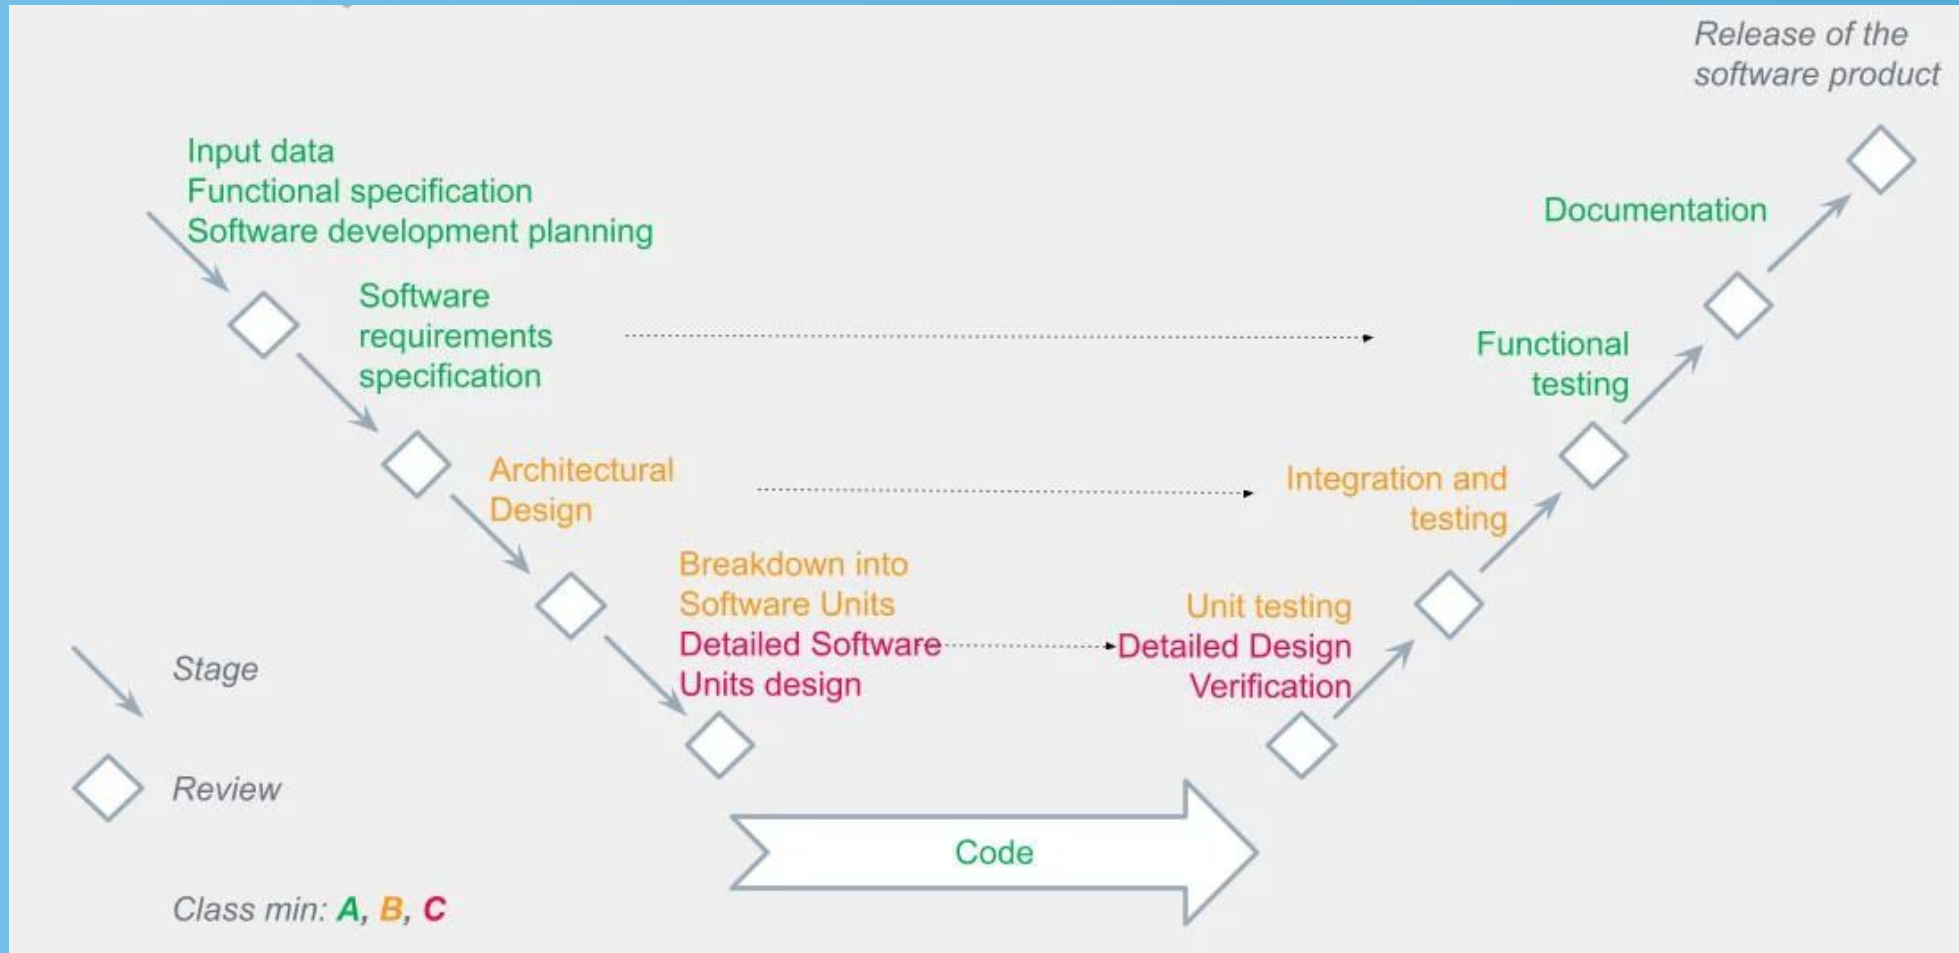 Release of the
software product
Input data
Functional specification
Software development planning
Documentation
Software
requirements
specification
Functional
testing
Architectural
Design
Integration and
testing
Breakdown into
Software Units
Detailed Software
Units design
Unit testing
Detailed Design
Verification
Stage
Review
Code
Class min: A, B, C